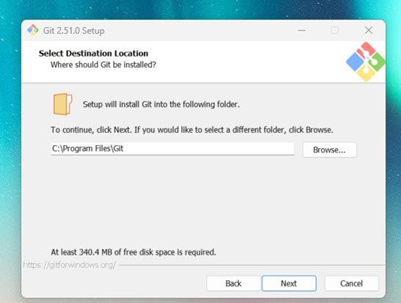 Git 2.51.0 Setup
Select Destination Location
Where should Git be installed?
Setup will install Git into the following folder.
To continue, click Next. If you would like to select a different folder, click Browse.
C:\Program Files\Git
Browse...
At least 340.4 MB of free disk space is required.
https://gitforwindows.org/
Back
Next
Cancel